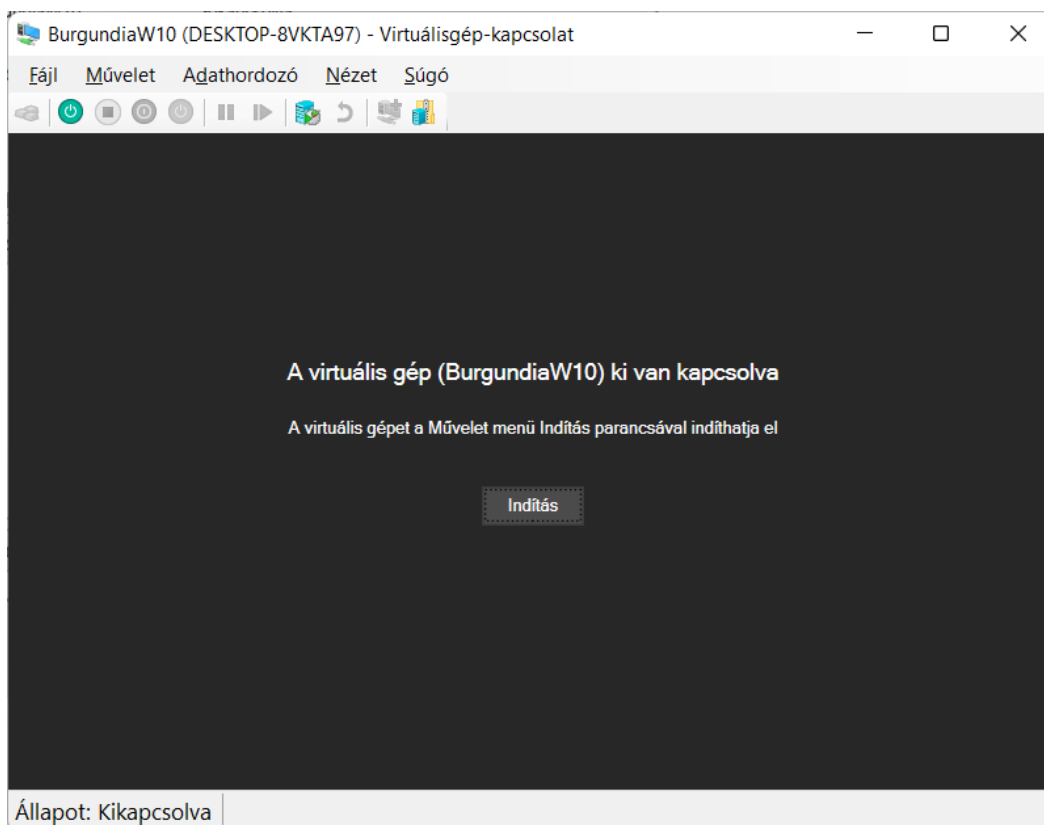 BurgundiaW10 (DESKTOP-8VKTA97) - Virtuálisgép-kapcsolat
Fájl Művelet Adathordozó Nézet Súgó
A virtuális gép (BurgundiaW10) ki van kapcsolva
A virtuális gépet a Művelet menü Indítás parancsával indíthatja el
Indítás
Állapot: Kikapcsolva